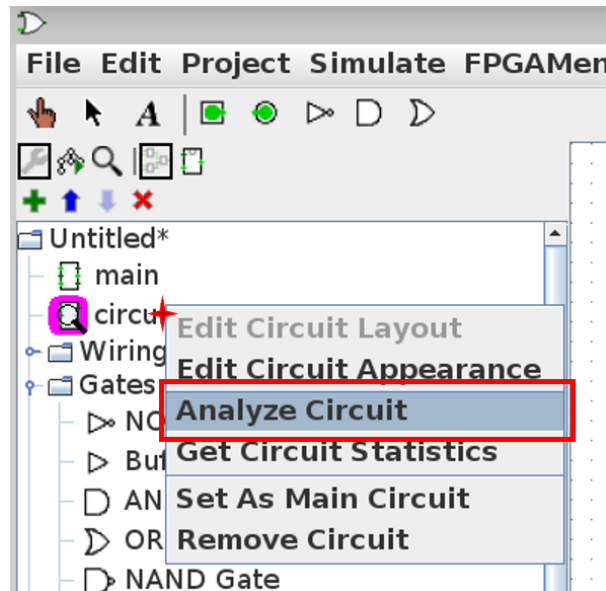 File Edit Project Simulate FPGAMen
A
Untitled*
main
circu
Edit Circuit Layout
Wiring
Edit Circuit Appearance
Gates
Analyze Circuit
NO
Get Circuit Statistics
Buf
AN
Set As Main Circuit
OR
Remove Circuit
NAND Gate